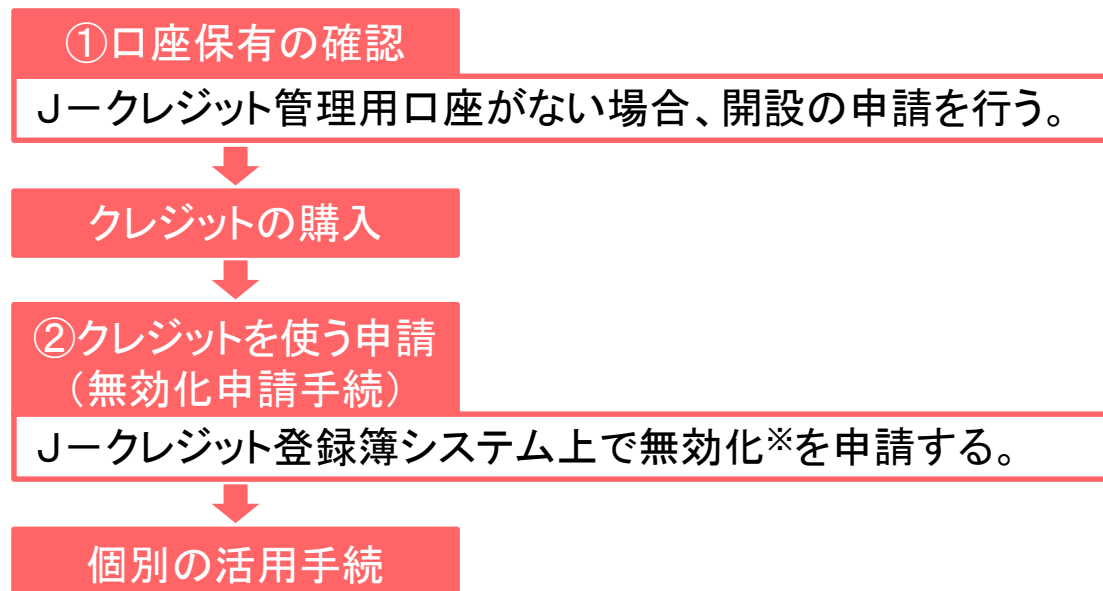 ①口座保有の確認
Jークレジット管理用口座がない場合、開設の申請を行う。
クレジットの購入
②クレジットを使う申請
（無効化申請手続）
Jークレジット登録簿システム上で無効化※を申請する。
個別の活用手続